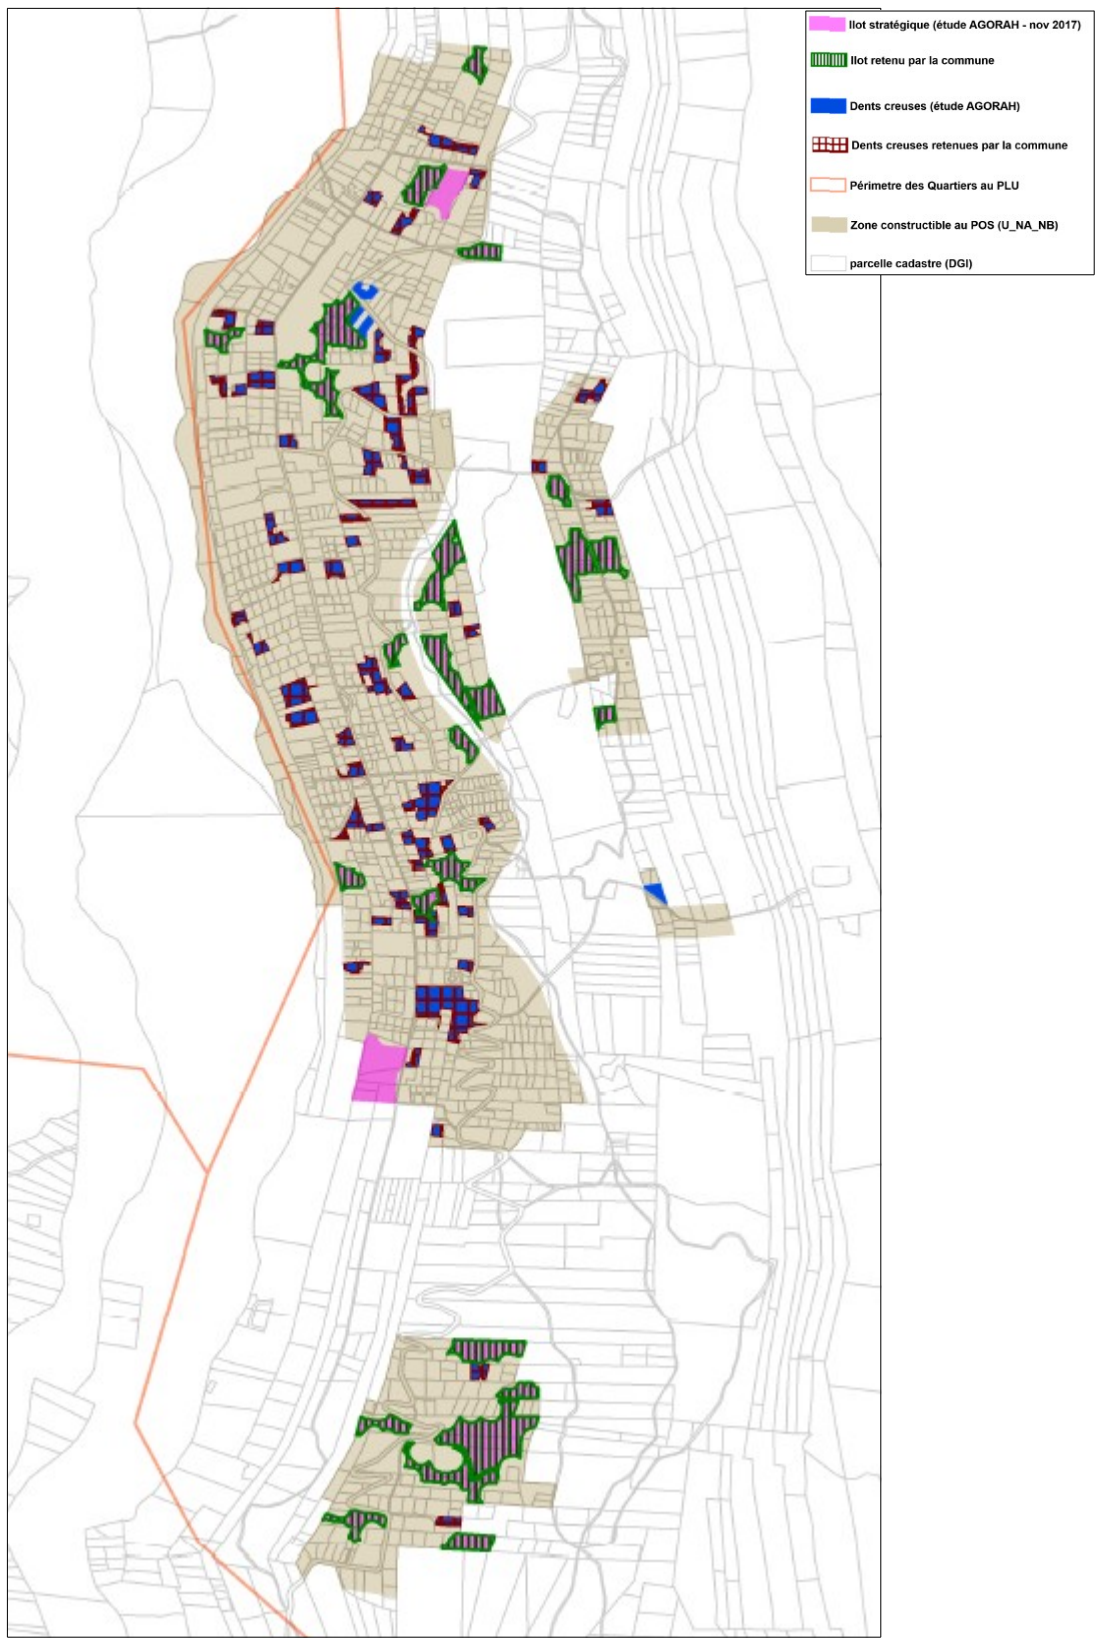 Ilot stratégique (étude AGORAH - nov 2017)
Ilot retenu par la commune
Dents creuses (étude AGORAH)
Dents creuses retenues par la commune
Périmetre des Quartiers au PLU
Zone constructible au POS (U_NA_NB)
parcelle cadastre (DGI)